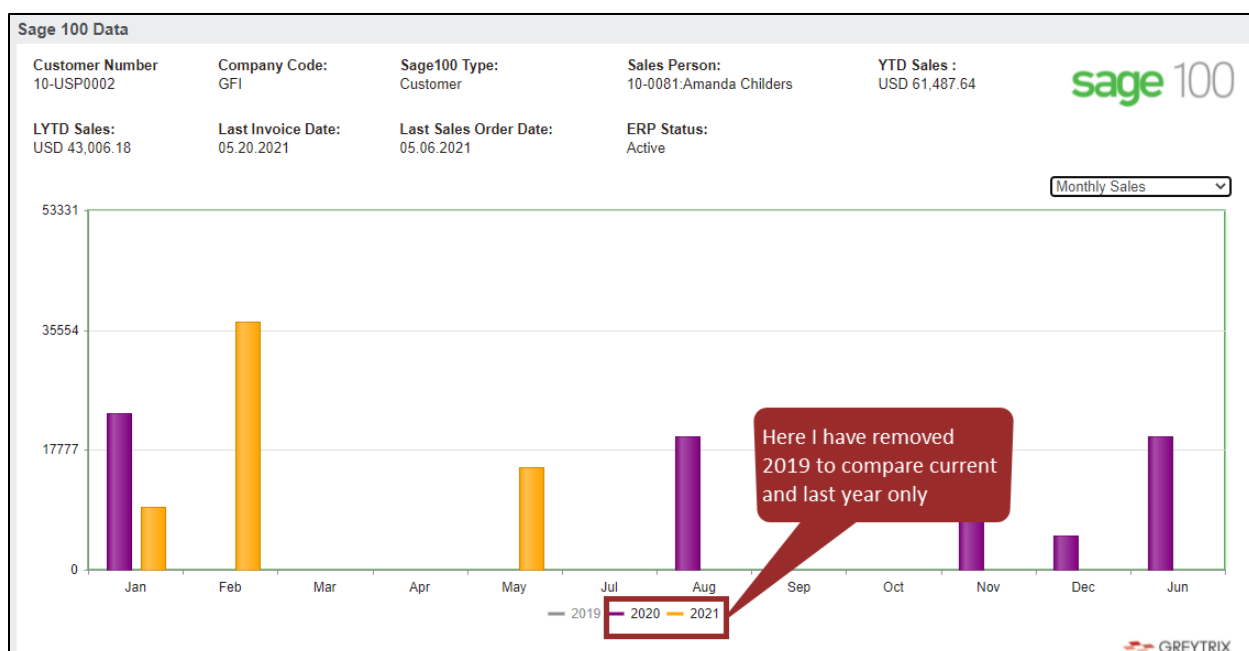 Sage 100 Data
Customer Number Company Code: Sage100 Type: Sales Person: YTD Sales :
10-USP0002 GFI Customer 10-0081:Amanda Childers USD 61,487.64
sage 100
LYTD Sales: Last Invoice Date: Last Sales Order Date: ERP Status:
USD 43,006.18 05.20.2021 05.06.2021 Active
Monthly Sales
53331
35554
17777
0
Here I have removed
2019 to compare current
and last year only
Jan Feb Mar Apr May Jul Aug Sep Oct Nov Dec Jun
2019 2020 2021
GREYTRIX